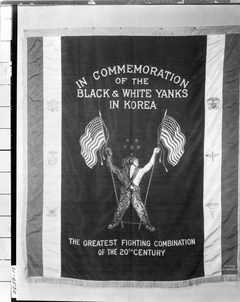 IN COMMEMORATION
OF THE
BLACK & WHITE YANKS
IN KOREA
THE GREATEST FIGHTING COMBINATION
OF THE 20TH CENTURY